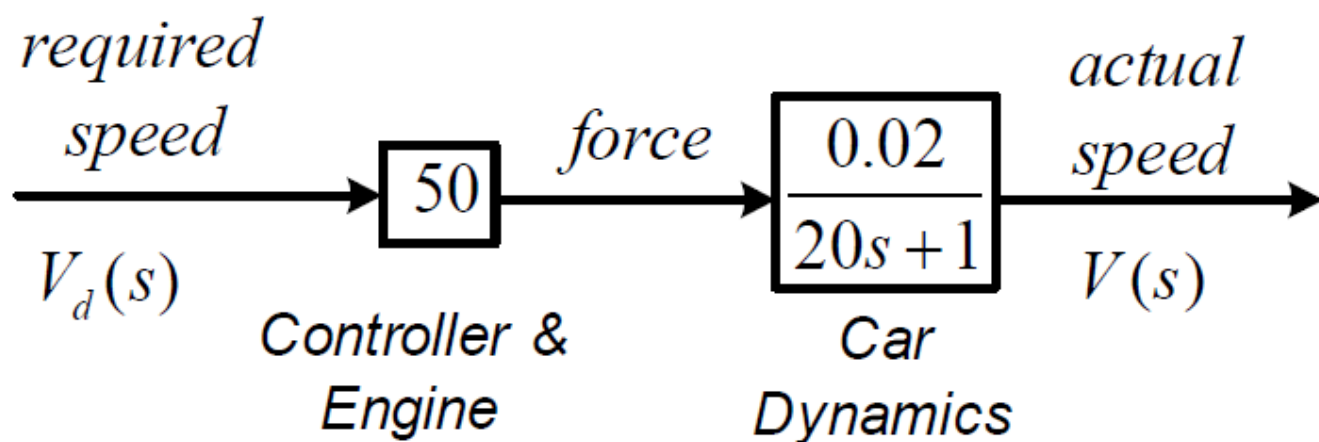 required
speed
V_d(s)
50
Controller &
Engine
force
0.02
20s + 1
Car
Dynamics
actual
speed
V(s)